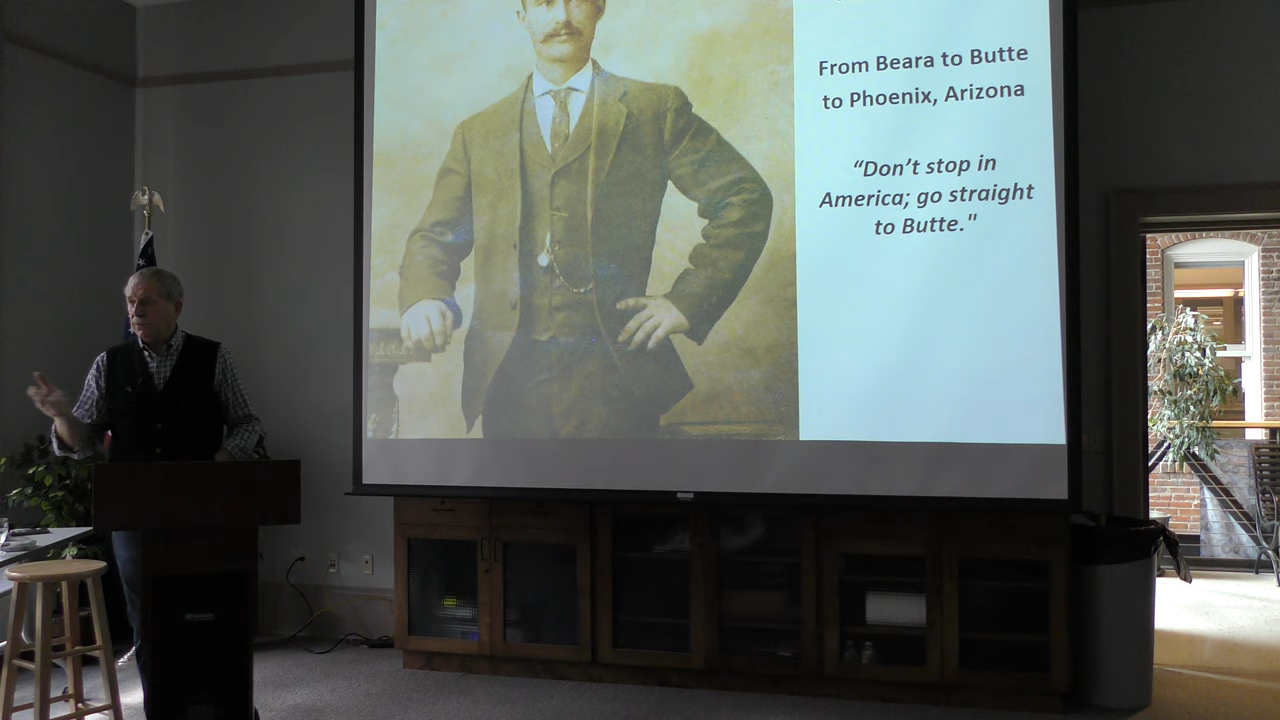 From Beara to Butte
to Phoenix, Arizona
“Don’t stop in
America; go straight
to Butte."